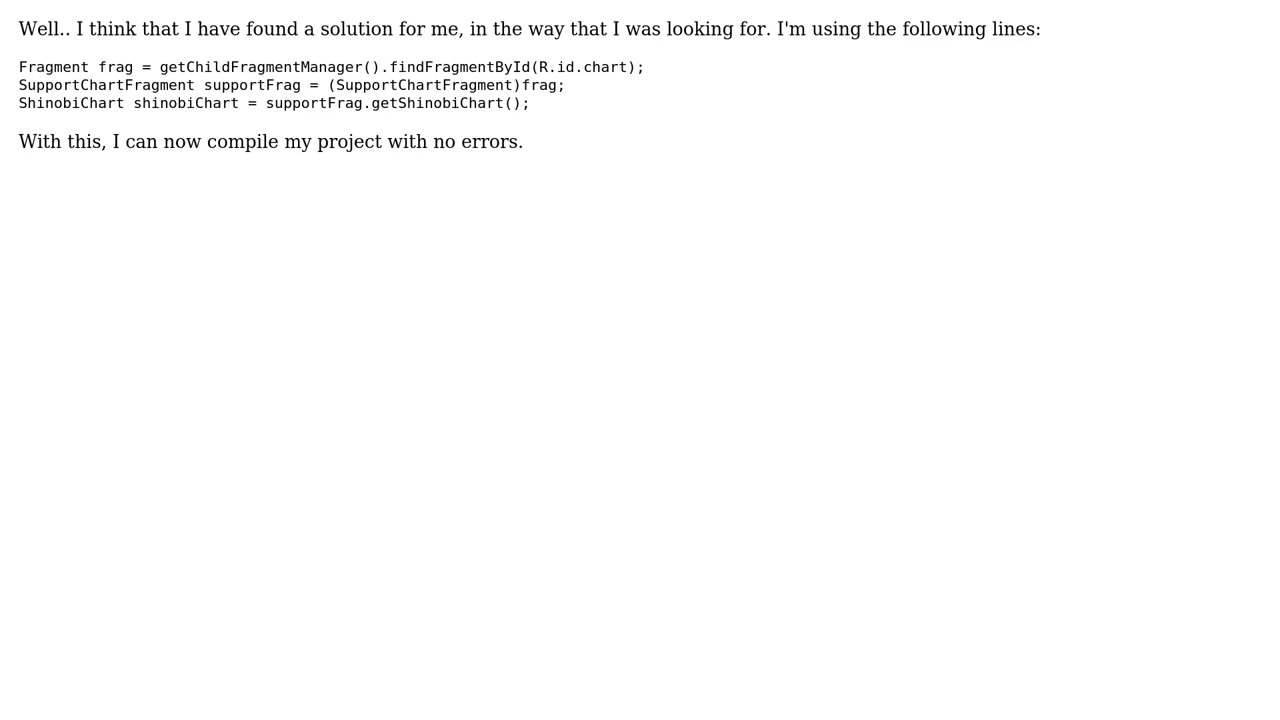 Well.. I think that I have found a solution for me, in the way that I was looking for. I'm using the following lines:
Fragment frag = getChildFragmentManager().findFragmentById(R.id.chart);
SupportChartFragment supportFrag = (SupportChartFragment)frag;
ShinobiChart shinobiChart = supportFrag.getShinobiChart();
With this, I can now compile my project with no errors.